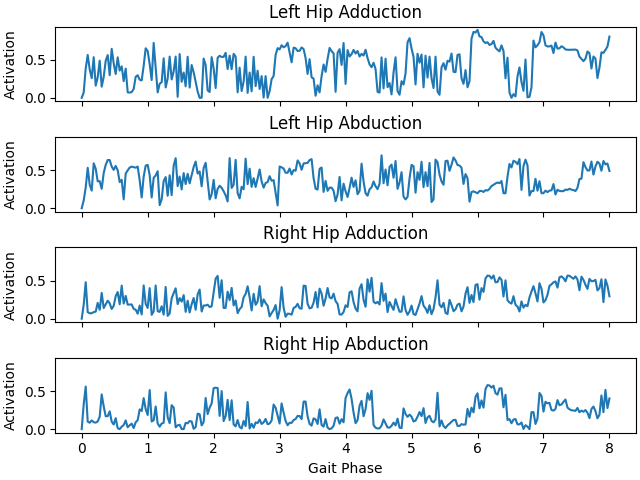 Left Hip Adduction
Activation
0.5
0.0
Left Hip Abduction
Activation
0.5
0.0
Right Hip Adduction
Activation
0.5
0.0
Right Hip Abduction
Activation
0.5
0.0
0 1 2 3 4 5 6 7 8
Gait Phase